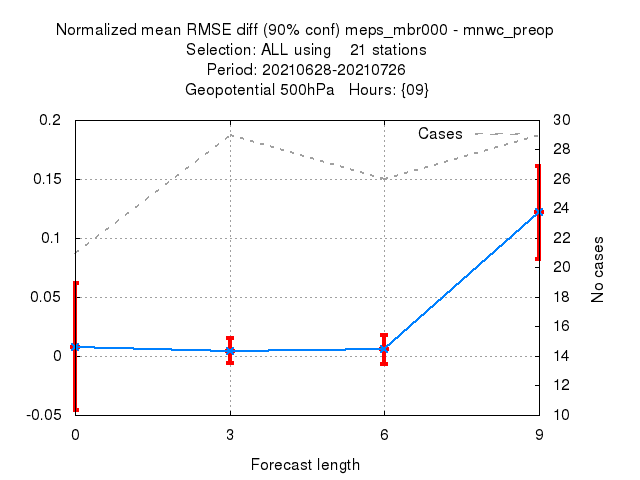 Normalized mean RMSE diff (90% conf) meps_mbr000 - mnwc_preop
Selection: ALL using 21 stations
Period: 20210628-20210726
Geopotential 500hPa Hours: {09}
0.2
0.15
0.1
0.05
0
-0.05
Cases
30
28
26
24
22
20
18
16
14
12
10
No cases
0 3 6 9
Forecast length